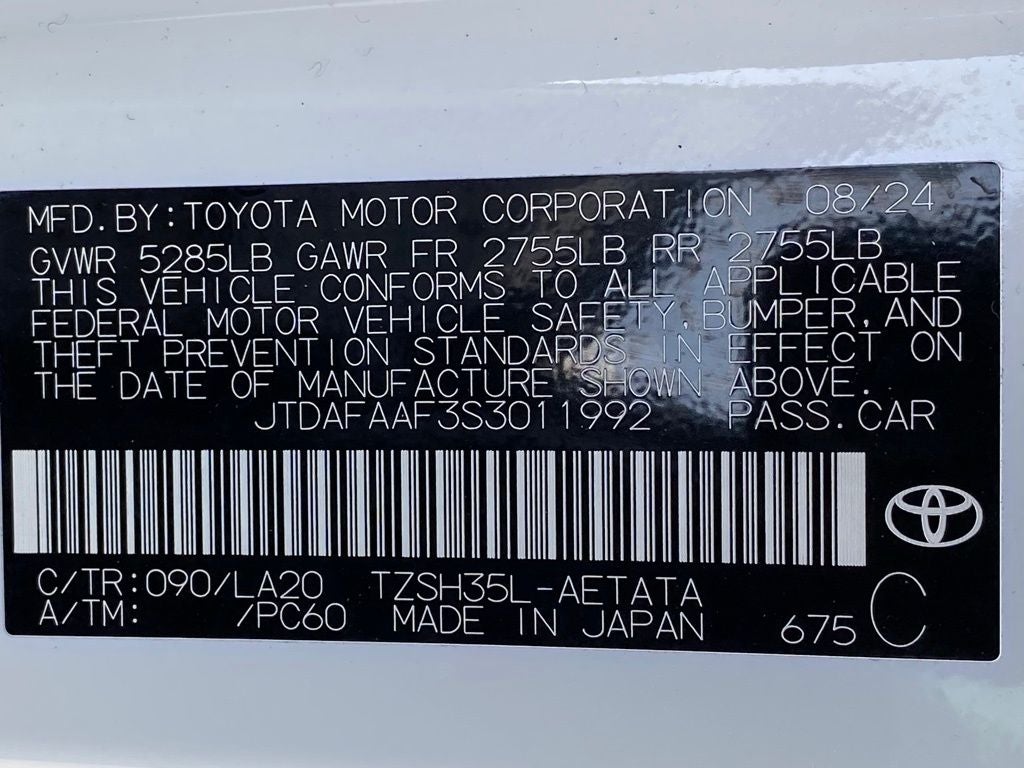 MFD. BY: TOYOTA MOTOR CORPORATION 08/24
GVWR 5285LB GAWR FR 2755LB RR 2755LB
THIS VEHICLE CONFORMS TO ALL APPLICABLE
FEDERAL MOTOR VEHICLE SAFETY, BUMPER, AND
THEFT PREVENTION STANDARDS IN EFFECT ON
THE DATE OF MANUFACTURE SHOWN ABOVE.
JTDAFAAF3S3011992 PASS. CAR
C/TR: 090/LA20 TZSH35L-AETATA
A/TM: /PC60 MADE IN JAPAN 675 C